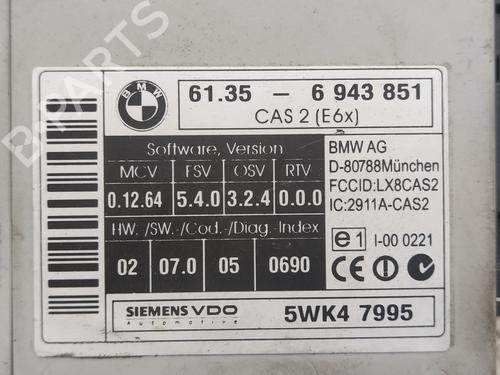 B-PARTS
BMW
61.35 - 6 943 851
CAS 2 (E6x)
Software, Version
MCV FSV OSV RTV
0.12.64 5.4.0 3.2.4 0.0.0
HW. /SW.-/Cod./Diag.-Index
02 07.0 05 0690
BMW AG
D-80788München
FCCID:LX8CAS2
IC:2911A-CAS2
e1 I-00 0221
CE
SIEMENS VDO
Automotive
5WK4 7995